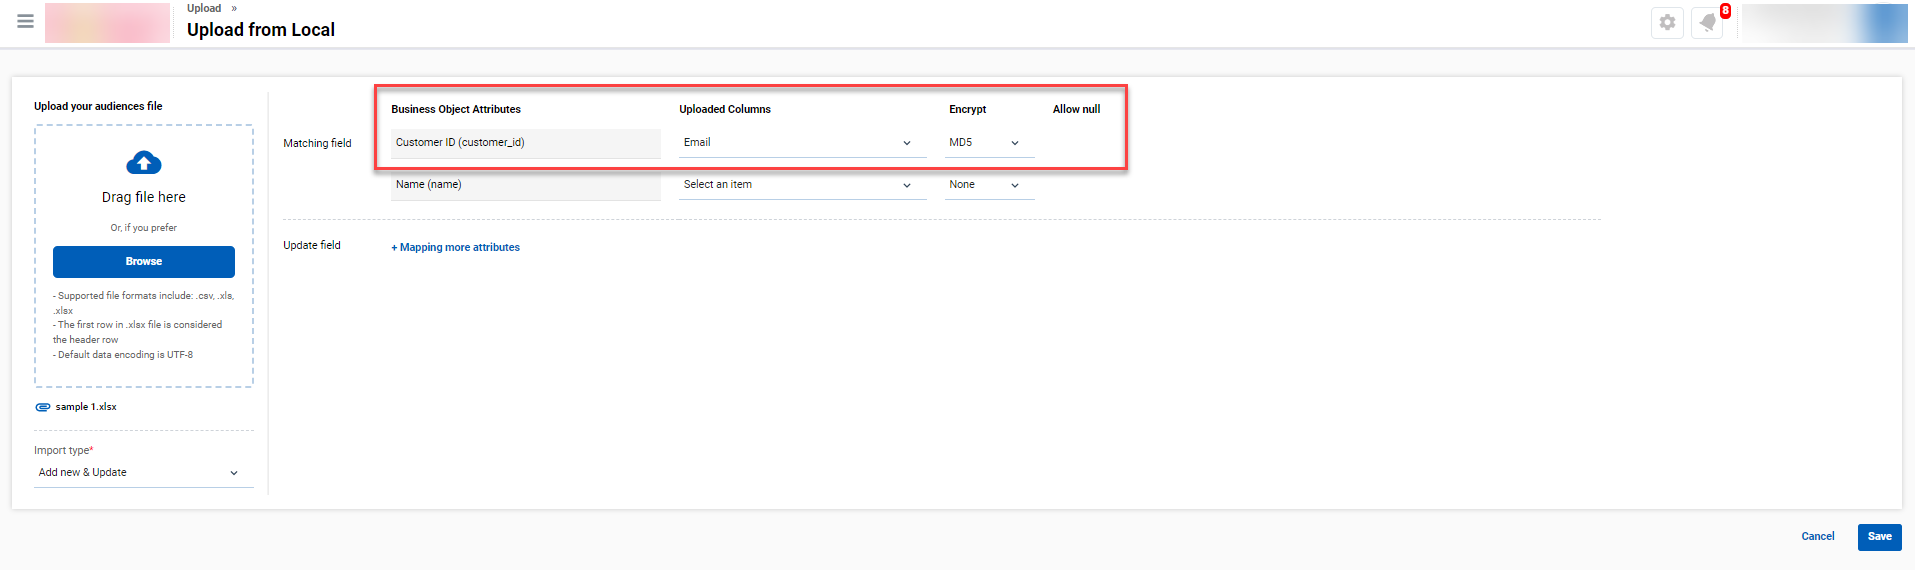 Upload »
Upload from Local
8
Upload your audiences file
Drag file here
Or, if you prefer
Browse
- Supported file formats include: .csv, .xls,
.xlsx
- The first row in .xlsx file is considered
the header row
- Default data encoding is UTF-8
sample 1.xlsx
Import type*
Add new & Update
Business Object Attributes Uploaded Columns Encrypt Allow null
Matching field Customer ID (customer_id) Email MD5
Name (name) Select an item None
Update field + Mapping more attributes
Cancel Save